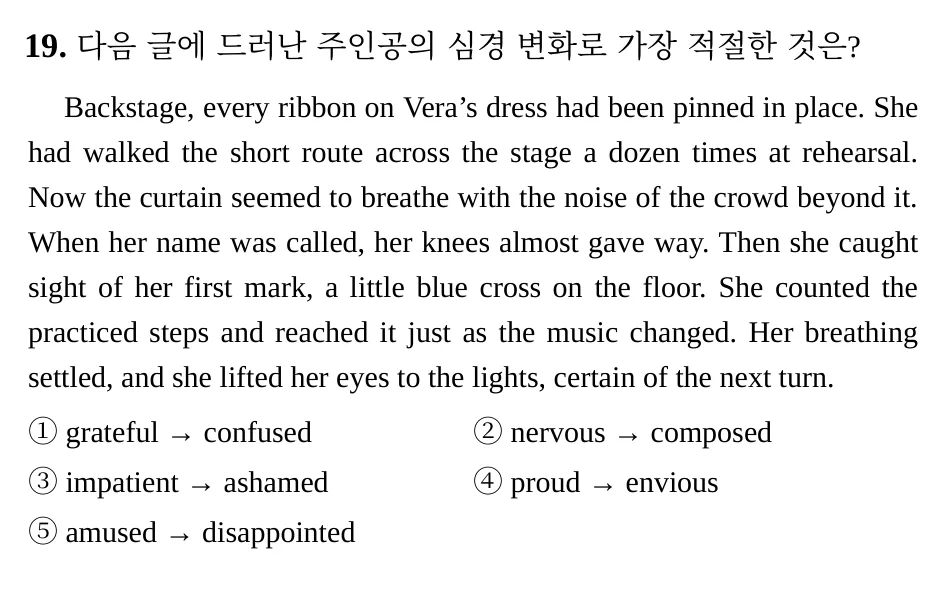 19. 다음 글에 드러난 주인공의 심경 변화로 가장 적절한 것은?
Backstage, every ribbon on Vera’s dress had been pinned in place. She
had walked the short route across the stage a dozen times at rehearsal.
Now the curtain seemed to breathe with the noise of the crowd beyond it.
When her name was called, her knees almost gave way. Then she caught
sight of her first mark, a little blue cross on the floor. She counted the
practiced steps and reached it just as the music changed. Her breathing
settled, and she lifted her eyes to the lights, certain of the next turn.
① grateful → confused ② nervous → composed
③ impatient → ashamed ④ proud → envious
⑤ amused → disappointed